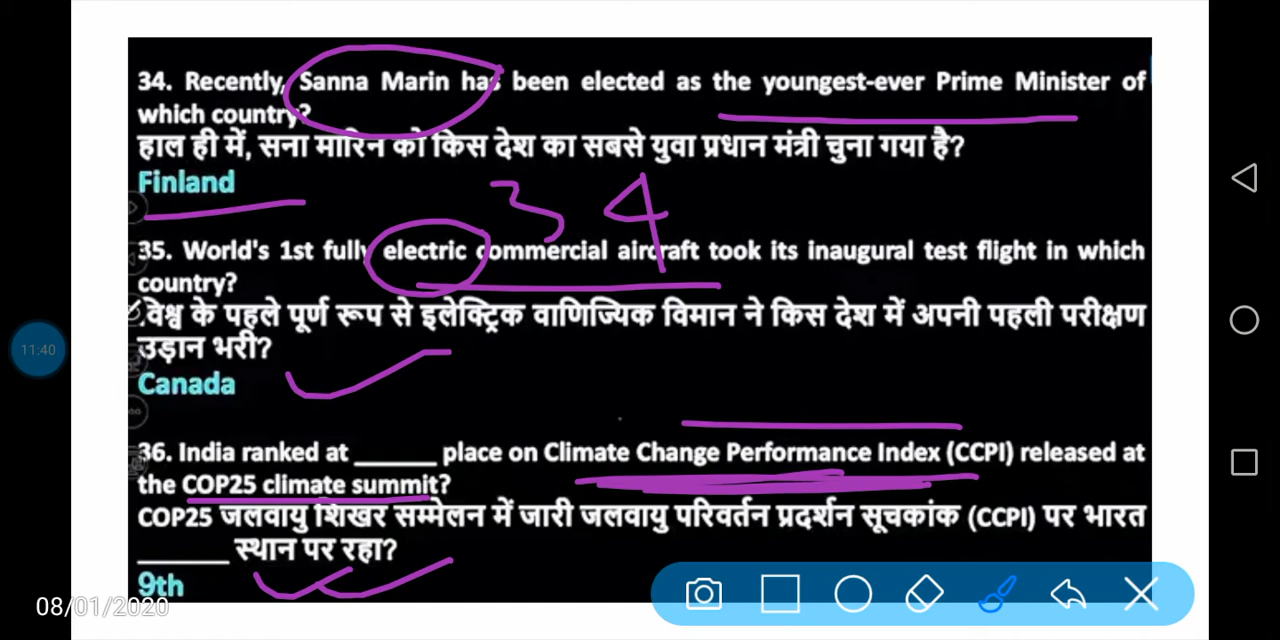 34. Recently, Sanna Marin has been elected as the youngest-ever Prime Minister of
which country?
हाल ही में, सना मारिन को किस देश का सबसे युवा प्रधान मंत्री चुना गया है?
Finland
34
35. World's 1st fully electric commercial aircraft took its inaugural test flight in which
country?
विश्व के पहले पूर्ण रूप से इलेक्ट्रिक वाणिज्यिक विमान ने किस देश में अपनी पहली परीक्षण
उड़ान भरी?
11:40
Canada
36. India ranked at ______ place on Climate Change Performance Index (CCPI) released at
the COP25 climate summit?
COP25 जलवायु शिखर सम्मेलन में जारी जलवायु परिवर्तन प्रदर्शन सूचकांक (CCPI) पर भारत
_______ स्थान पर रहा?
9th
08/01/2020